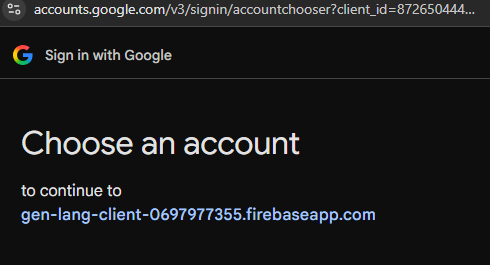 accounts.google.com/v3/signin/accountchooser?client_id=872650444...
Sign in with Google
Choose an account
to continue to
gen-lang-client-0697977355.firebaseapp.com